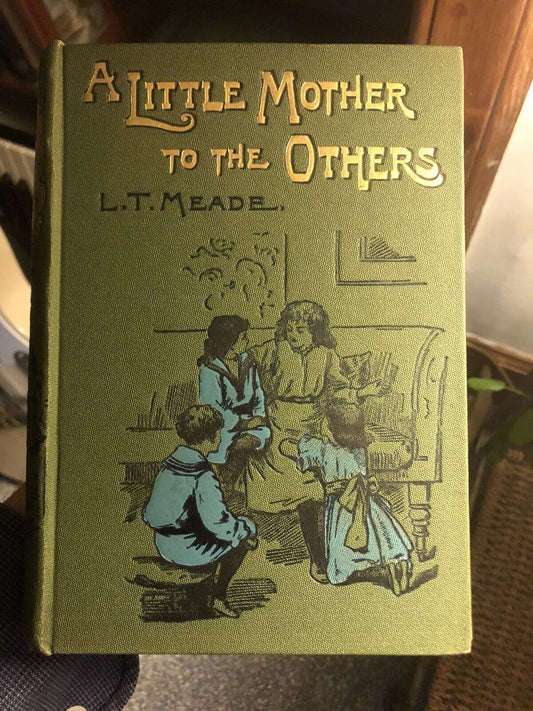 A LITTLE MOTHER
TO THE OTHERS
L.T. MEADE.